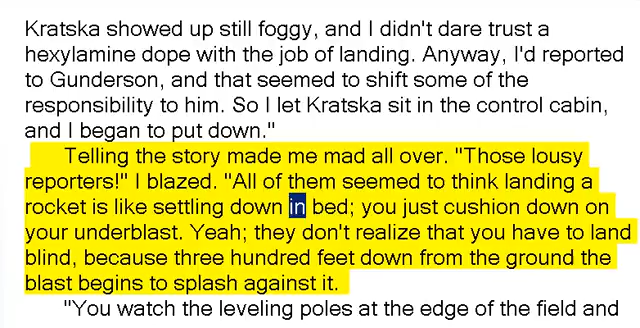 Kratska showed up still foggy, and I didn't dare trust a
hexylamine dope with the job of landing. Anyway, I'd reported
to Gunderson, and that seemed to shift some of the
responsibility to him. So I let Kratska sit in the control cabin,
and I began to put down."
Telling the story made me mad all over. "Those lousy
reporters!" I blazed. "All of them seemed to think landing a
rocket is like settling down in bed; you just cushion down on
your underblast. Yeah; they don't realize that you have to land
blind, because three hundred feet down from the ground the
blast begins to splash against it.
"You watch the leveling poles at the edge of the field and